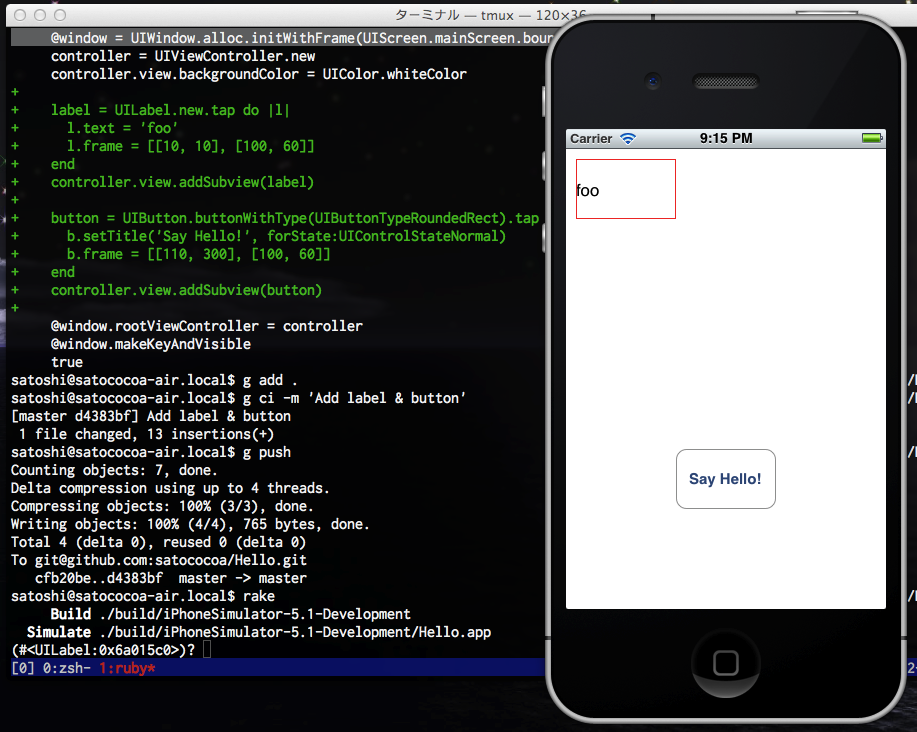 ターミナル — tmux — 120×36
@window = UIWindow.alloc.initWithFrame(UIScreen.mainScreen.bour
controller = UIViewController.new
controller.view.backgroundColor = UIColor.whiteColor
+
+ label = UILabel.new.tap do |l|
+ l.text = 'foo'
+ l.frame = [[10, 10], [100, 60]]
+ end
+ controller.view.addSubview(label)
+
+ button = UIButton.buttonWithType(UIButtonTypeRoundedRect).tap
+ b.setTitle('Say Hello!', forState:UIControlStateNormal)
+ b.frame = [[110, 300], [100, 60]]
+ end
+ controller.view.addSubview(button)
+
@window.rootViewController = controller
@window.makeKeyAndVisible
true
satoshi@satococoa-air.local$ g add .
satoshi@satococoa-air.local$ g ci -m 'Add label & button'
[master d4383bf] Add label & button
1 file changed, 13 insertions(+)
satoshi@satococoa-air.local$ g push
Counting objects: 7, done.
Delta compression using up to 4 threads.
Compressing objects: 100% (3/3), done.
Writing objects: 100% (4/4), 765 bytes, done.
Total 4 (delta 0), reused 0 (delta 0)
To git@github.com:satococoa/Hello.git
cfb20be..d4383bf master -> master
satoshi@satococoa-air.local$ rake
Build ./build/iPhoneSimulator-5.1-Development
Simulate ./build/iPhoneSimulator-5.1-Development/Hello.app
(#<UILabel:0x6a015c0>)?
[0] 0:zsh- 1:ruby*
Carrier 9:15 PM
foo
Say Hello!